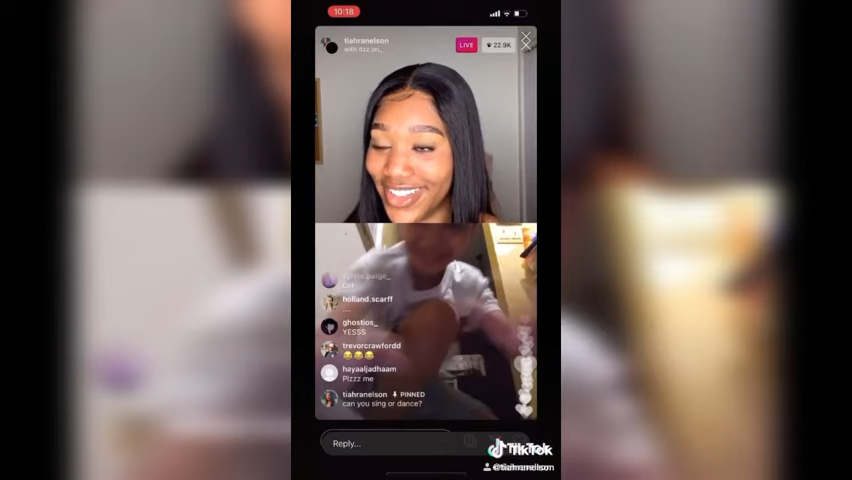 10:18
tiahranelson
with itzz.ari_
LIVE
22.9K
OH-
holland.scarff
....
ghostios_
YESSS
trevorcrawfordd
😂😂😂
hayaaljadhaam
Plzzz me
tiahranelson PINNED
can you sing or dance?
Reply...
TikTok
@tiahranelson